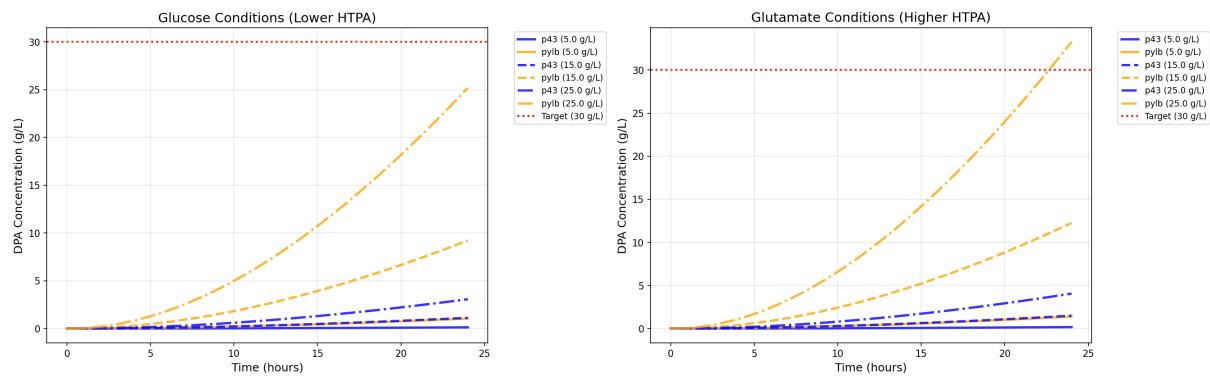 Glucose Conditions (Lower HTPA)
30
25
20
15
10
5
0
DPA Concentration (g/L)
0 5 10 15 20 25
Time (hours)
p43 (5.0 g/L)
pylb (5.0 g/L)
p43 (15.0 g/L)
pylb (15.0 g/L)
p43 (25.0 g/L)
pylb (25.0 g/L)
Target (30 g/L)
Glutamate Conditions (Higher HTPA)
30
25
20
15
10
5
0
DPA Concentration (g/L)
0 5 10 15 20 25
Time (hours)
p43 (5.0 g/L)
pylb (5.0 g/L)
p43 (15.0 g/L)
pylb (15.0 g/L)
p43 (25.0 g/L)
pylb (25.0 g/L)
Target (30 g/L)